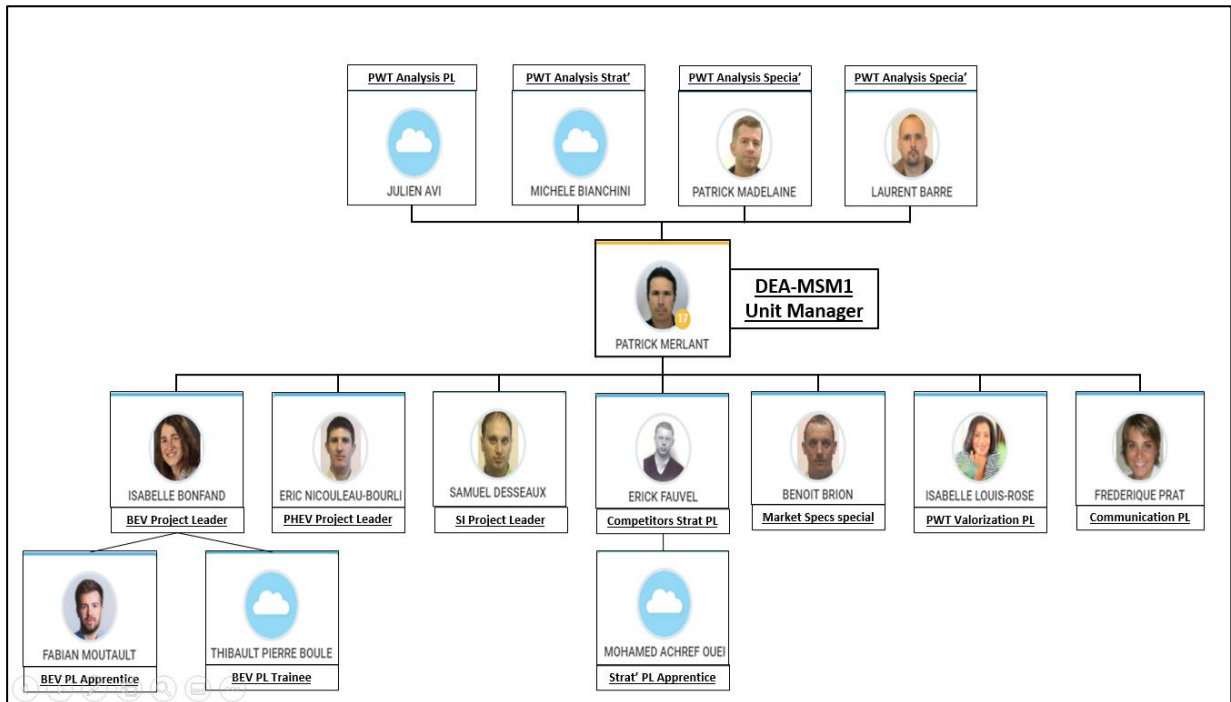 PWT Analysis PL
PWT Analysis Strat'
PWT Analysis Specia'
PWT Analysis Specia'
JULIEN AVI
MICHELE BIANCHINI
PATRICK MADELAINE
LAURENT BARRE
17
PATRICK MERLANT
DEA-MSM1
Unit Manager
ISABELLE BONFAND
ERIC NICOULEAU-BOURLI
SAMUEL DESSEAUX
ERICK FAUVEL
BENOIT BRION
ISABELLE LOUIS-ROSE
FREDERIQUE PRAT
BEV Project Leader
PHEV Project Leader
SI Project Leader
Competitors Strat PL
Market Specs special
PWT Valorization PL
Communication PL
FABIAN MOUTAULT
THIBAULT PIERRE BOULE
MOHAMED ACHREF OUEI
BEV PL Apprentice
BEV PL Trainee
Strat' PL Apprentice